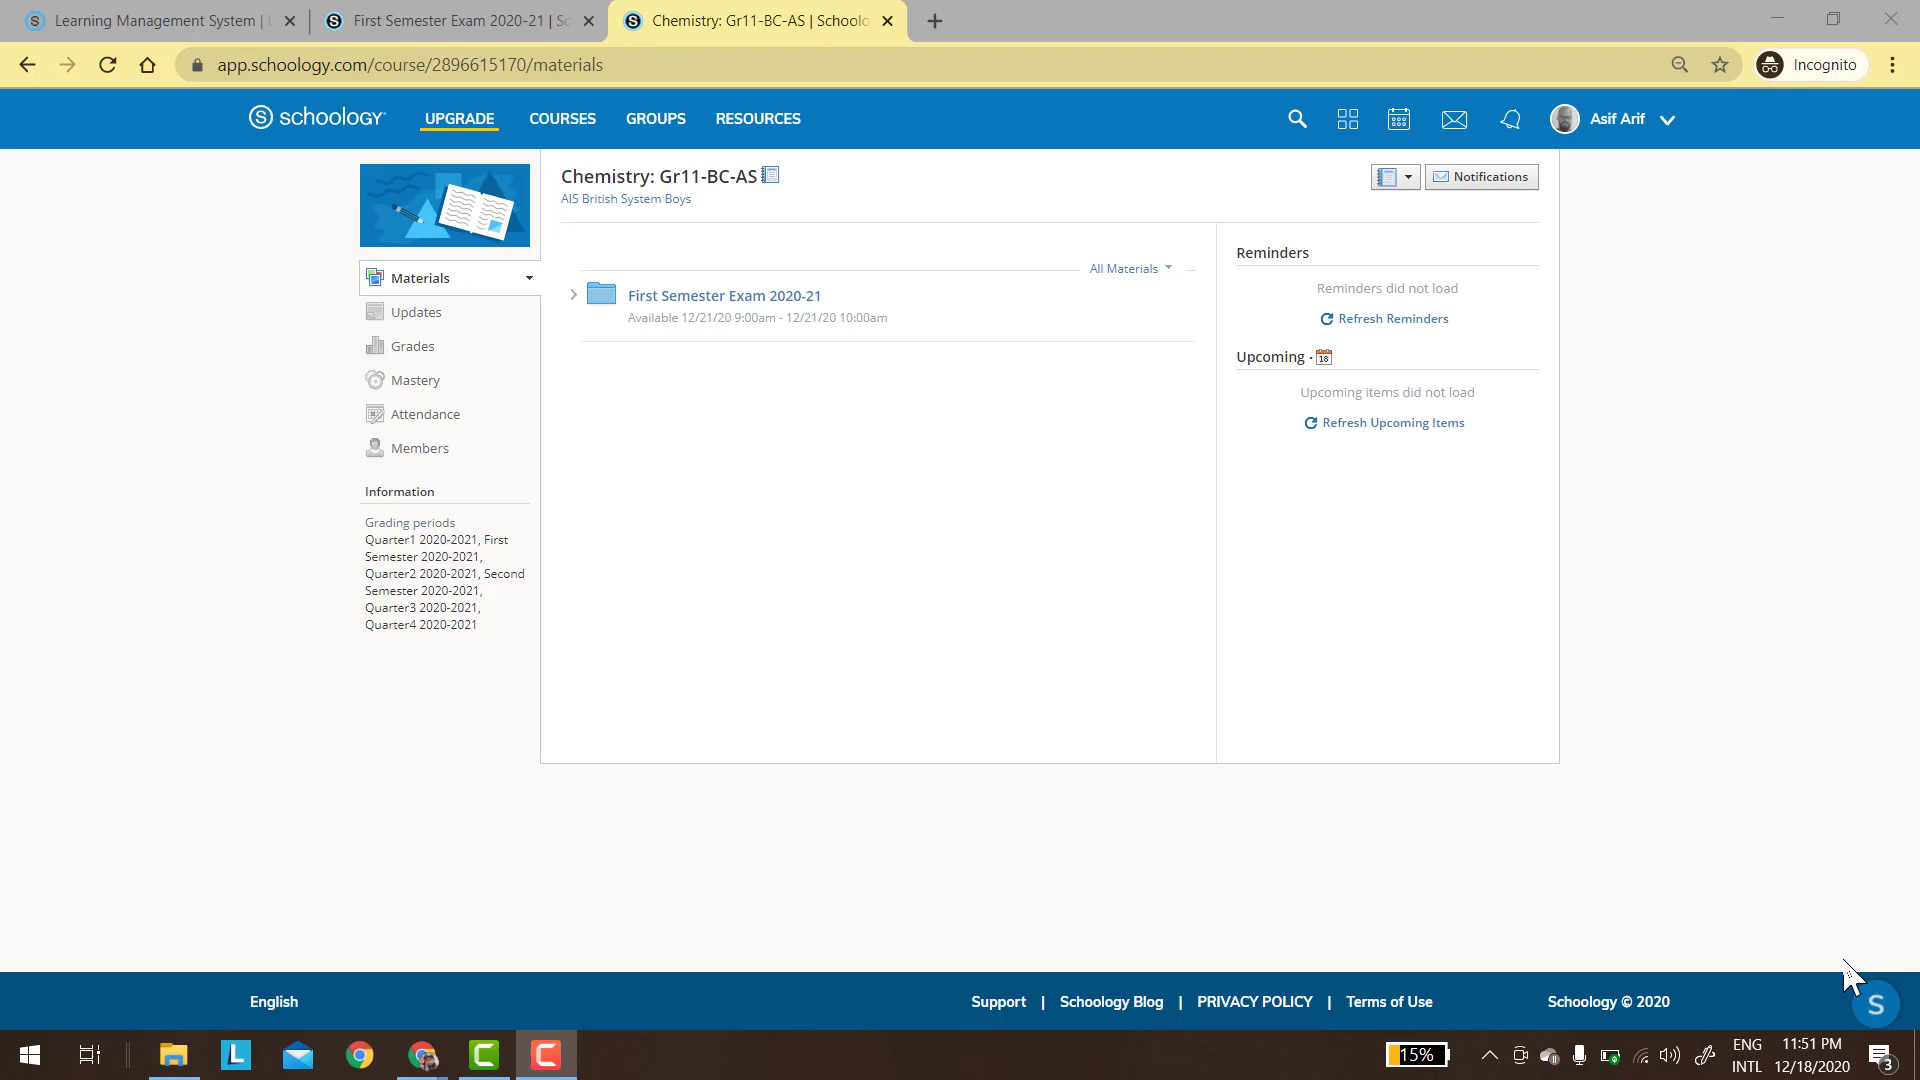 Learning Management System |
First Semester Exam 2020-21 | Sc
Chemistry: Gr11-BC-AS | Schoolo
app.schoology.com/course/2896615170/materials
Incognito
schoology
UPGRADE
COURSES
GROUPS
RESOURCES
Asif Arif
Chemistry: Gr11-BC-AS
AIS British System Boys
Notifications
Materials
Updates
Grades
Mastery
Attendance
Members
Information
Grading periods
Quarter1 2020-2021, First
Semester 2020-2021,
Quarter2 2020-2021, Second
Semester 2020-2021,
Quarter3 2020-2021,
Quarter4 2020-2021
All Materials
First Semester Exam 2020-21
Available 12/21/20 9:00am - 12/21/20 10:00am
Reminders
Reminders did not load
Refresh Reminders
Upcoming · 18
Upcoming items did not load
Refresh Upcoming Items
English
Support | Schoology Blog | PRIVACY POLICY | Terms of Use
Schoology © 2020
S
L
15%
ENG
INTL
11:51 PM
12/18/2020
3